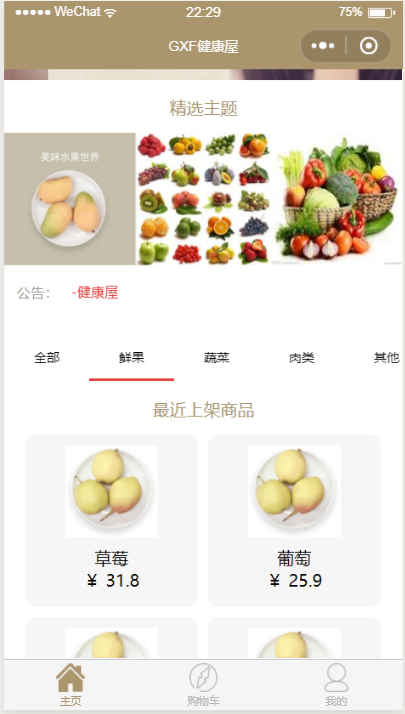 WeChat
22:29
75%
GXF健康屋
精选主题
美味水果世界
公告：
-健康屋
全部
鲜果
蔬菜
肉类
其他
最近上架商品
草莓
葡萄
¥ 31.8
¥ 25.9
主页
购物车
我的